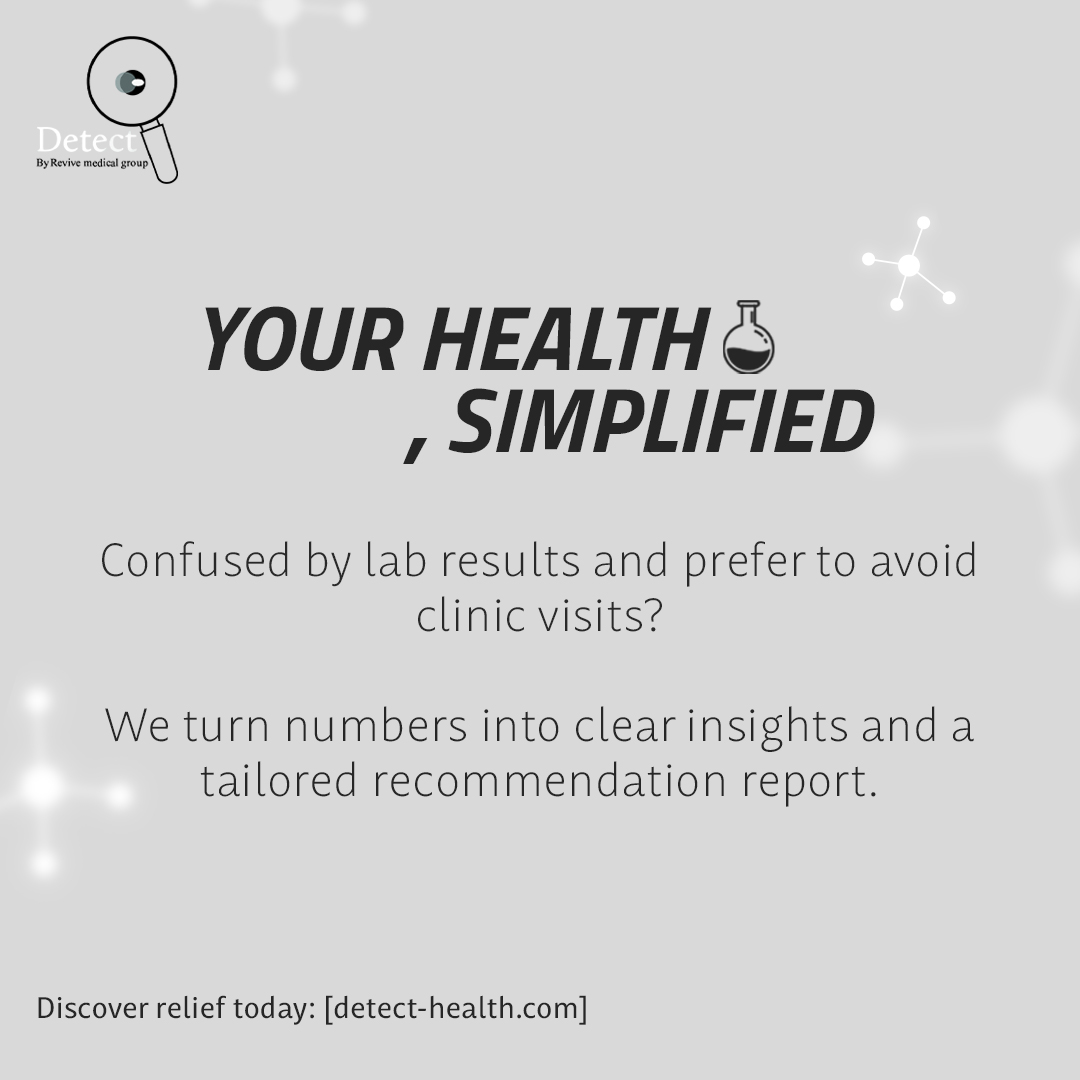 Detect
By Revive medical group
YOUR HEALTH
, SIMPLIFIED
Confused by lab results and prefer to avoid
clinic visits?
We turn numbers into clear insights and a
tailored recommendation report.
Discover relief today: [detect-health.com]